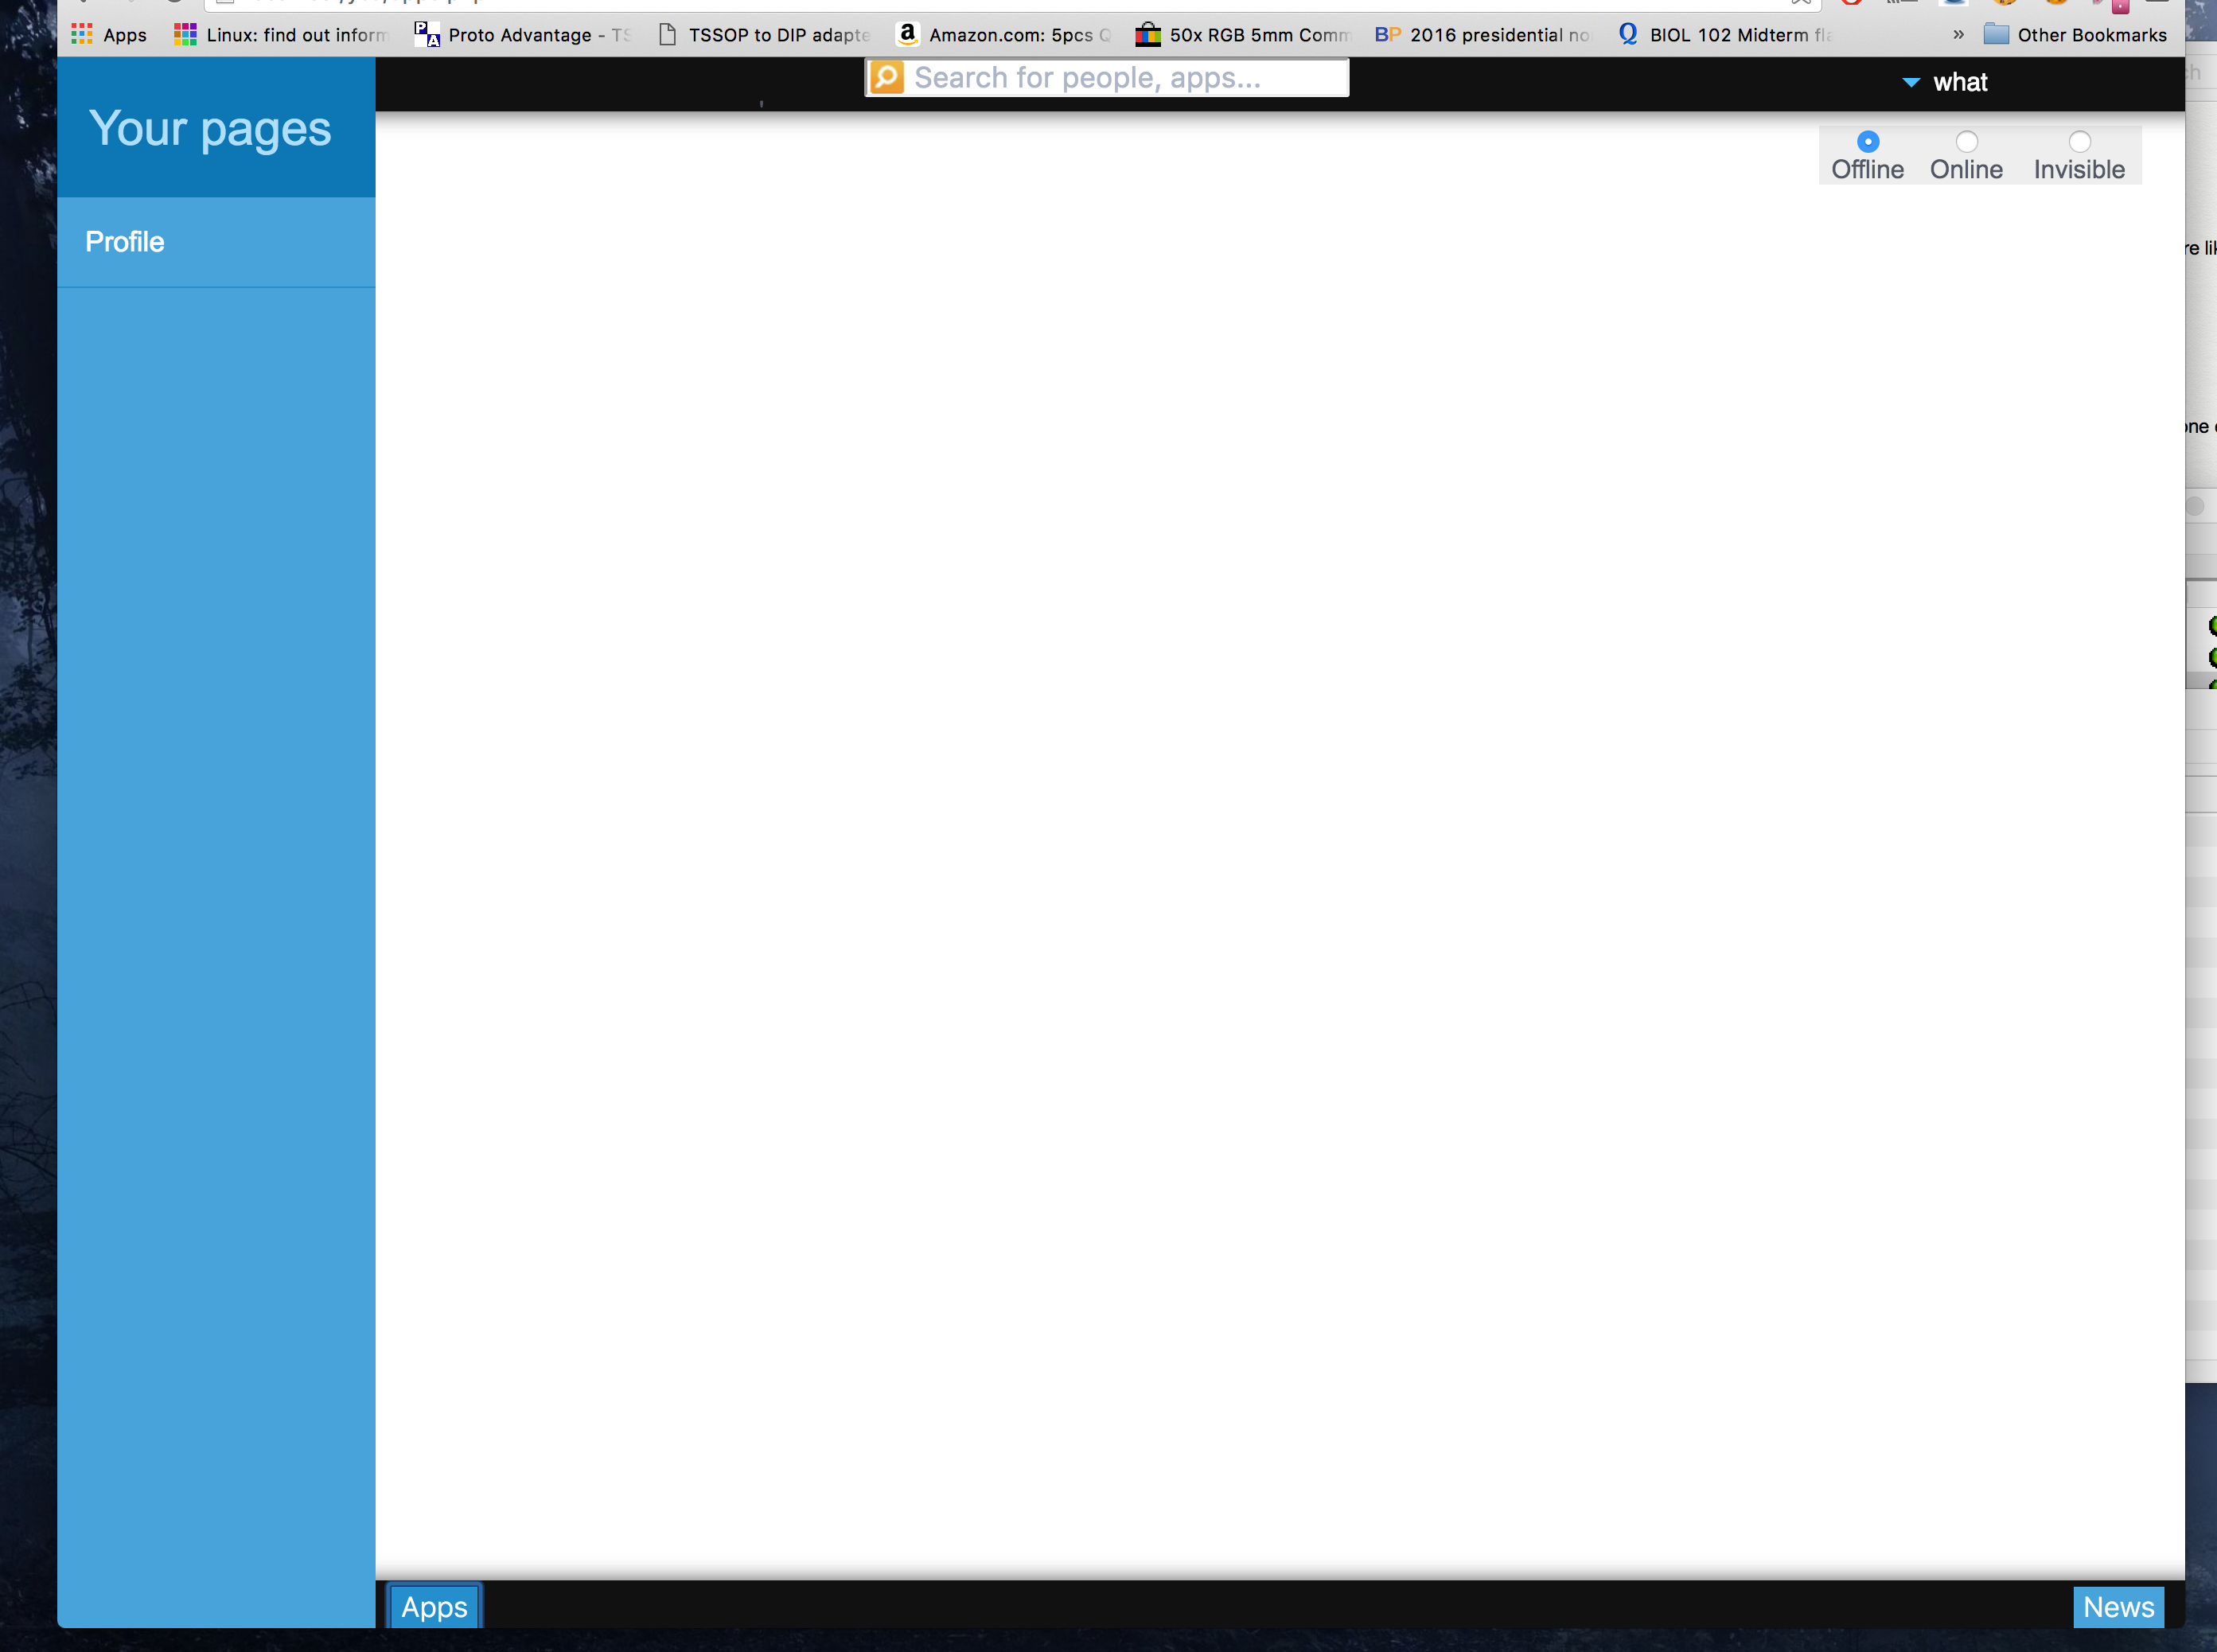 Apps Linux: find out inform Proto Advantage - TS TSSOP to DIP adapte Amazon.com: 5pcs Q 50x RGB 5mm Comm BP 2016 presidential no Q BIOL 102 Midterm fla » Other Bookmarks
Search for people, apps...
what
Your pages
Offline Online Invisible
Profile
re lik
one
Apps
News